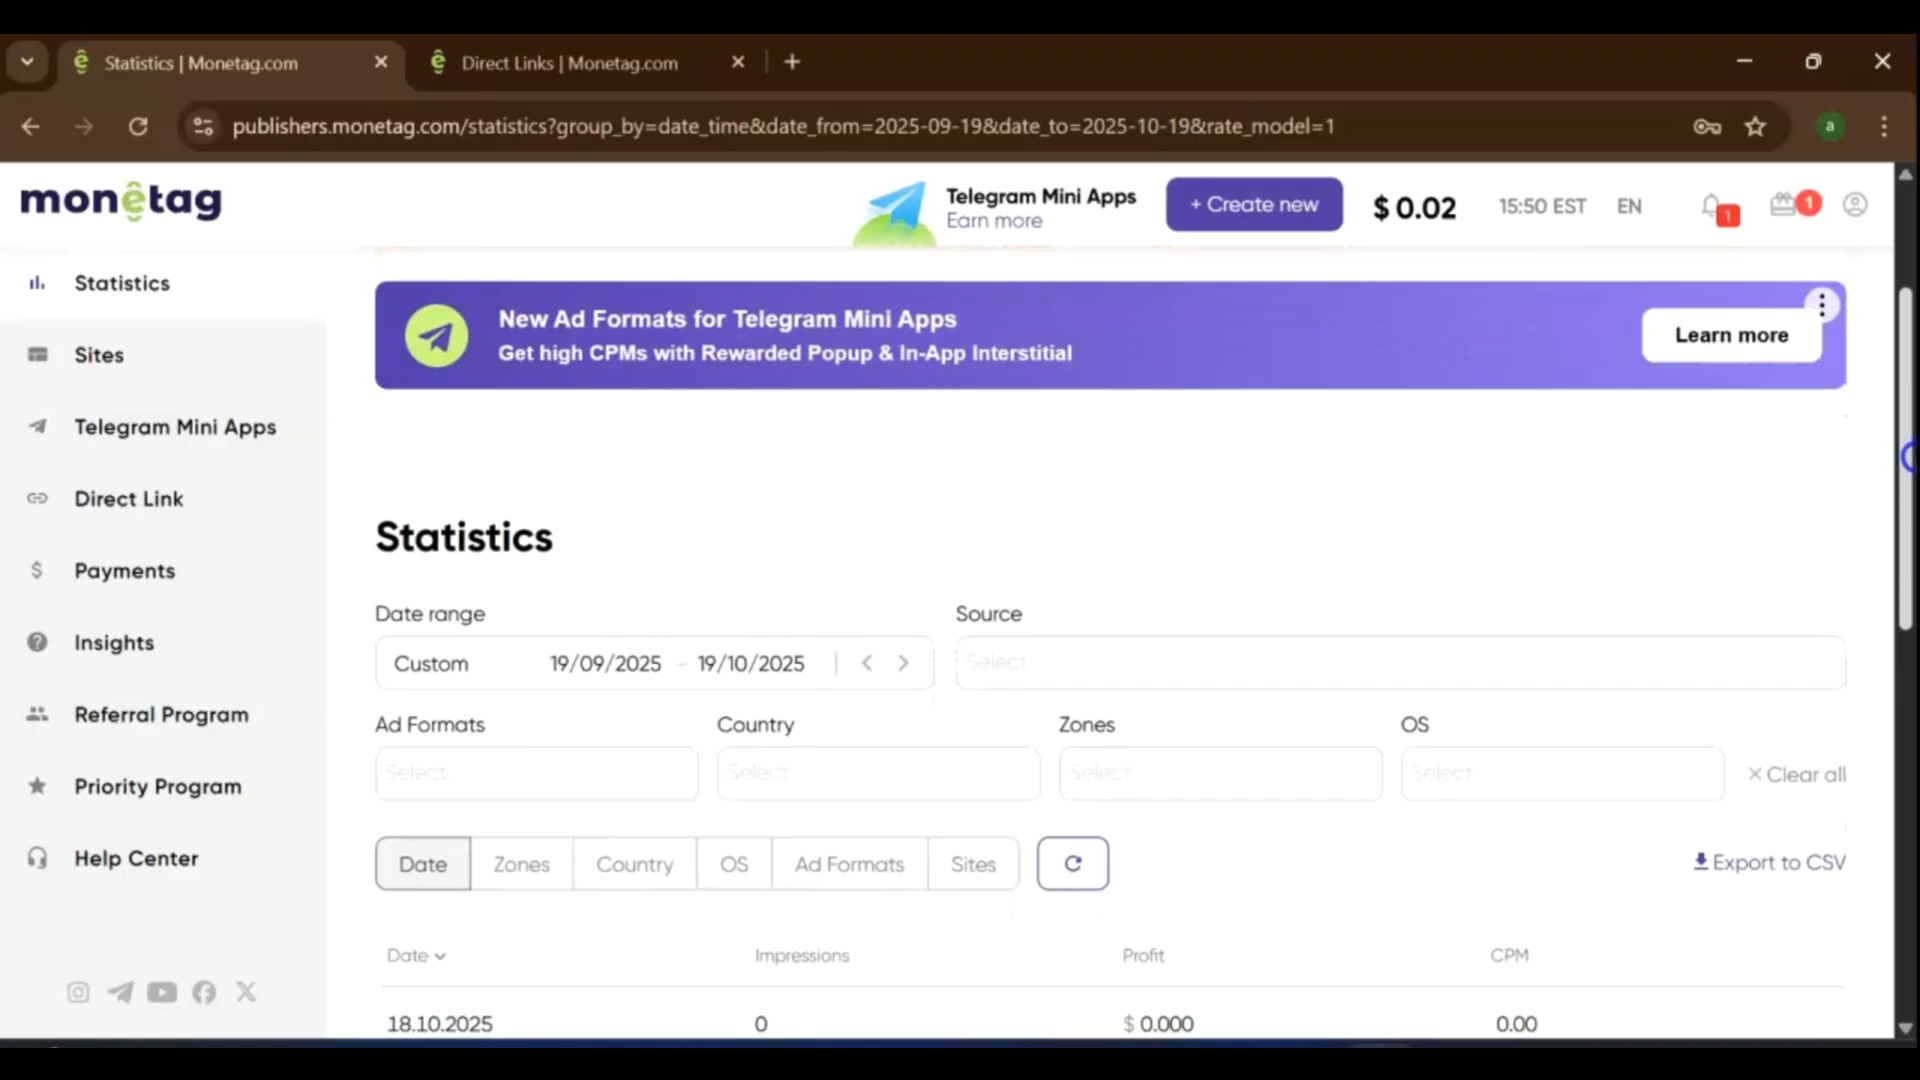 Statistics | Monetag.com
Direct Links | Monetag.com
publishers.monetag.com/statistics?group_by=date_time&date_from=2025-09-19&date_to=2025-10-19&rate_model=1
a
monetag
Telegram Mini Apps
Earn more
+ Create new
$ 0.02
15:50 EST
EN
1
1
Statistics
Sites
Telegram Mini Apps
Direct Link
Payments
Insights
Referral Program
Priority Program
Help Center
New Ad Formats for Telegram Mini Apps
Get high CPMs with Rewarded Popup & In-App Interstitial
Learn more
Statistics
Date range
Source
Custom 19/09/2025 - 19/10/2025
Select
Ad Formats
Country
Zones
OS
Select
Select
Select
Select
Clear all
Date
Zones
Country
OS
Ad Formats
Sites
Export to CSV
Date
Impressions
Profit
CPM
18.10.2025
0
$ 0.000
0.00